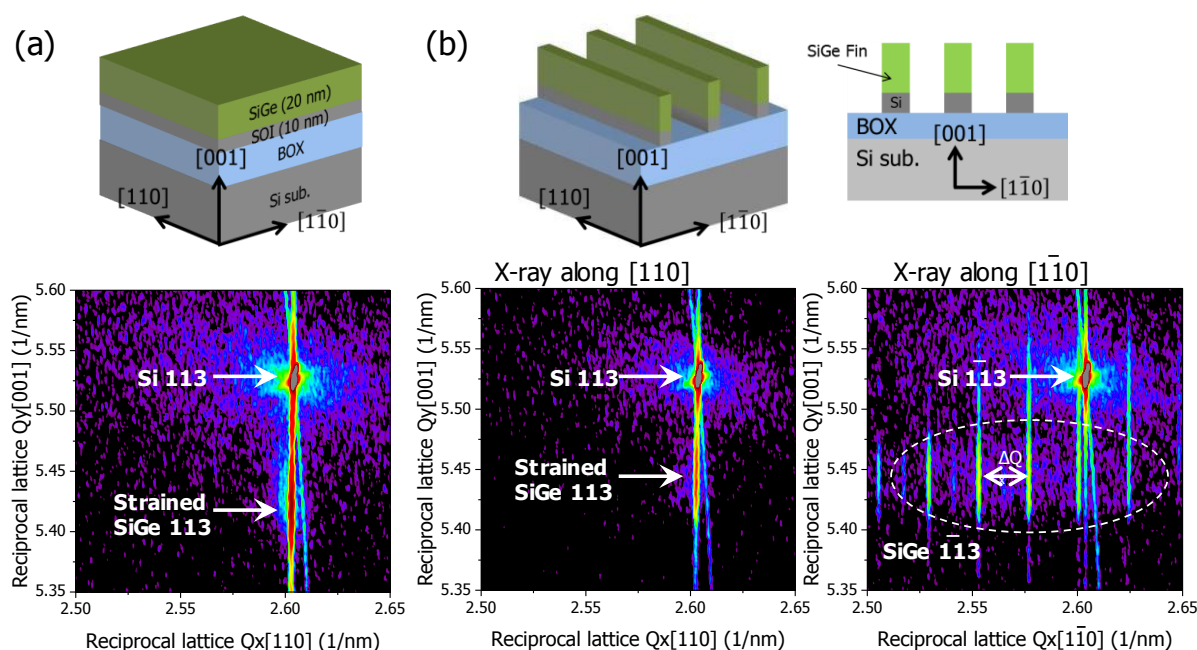 (a)
SiGe (20 nm)
SOI (10 nm)
BOX
[001]
[110]
Si sub.
[11̅0]
(b)
[001]
[110]
[11̅0]
SiGe Fin
Si
BOX
[001]
Si sub.
[11̅0]
Reciprocal lattice Qy[001] (1/nm)
5.60
5.55
5.50
5.45
5.40
5.35
Si 113
Strained
SiGe 113
2.50
2.55
2.60
2.65
Reciprocal lattice Qx[110] (1/nm)
X-ray along [110]
Reciprocal lattice Qy[001] (1/nm)
5.60
5.55
5.50
5.45
5.40
5.35
Si 113
Strained
SiGe 113
2.50
2.55
2.60
2.65
Reciprocal lattice Qx[110] (1/nm)
X-ray along [11̅0]
Reciprocal lattice Qy[001] (1/nm)
5.60
5.55
5.50
5.45
5.40
5.35
Si 11̅3
ΔQ
SiGe 1̅13
2.50
2.55
2.60
2.65
Reciprocal lattice Qx[11̅0] (1/nm)